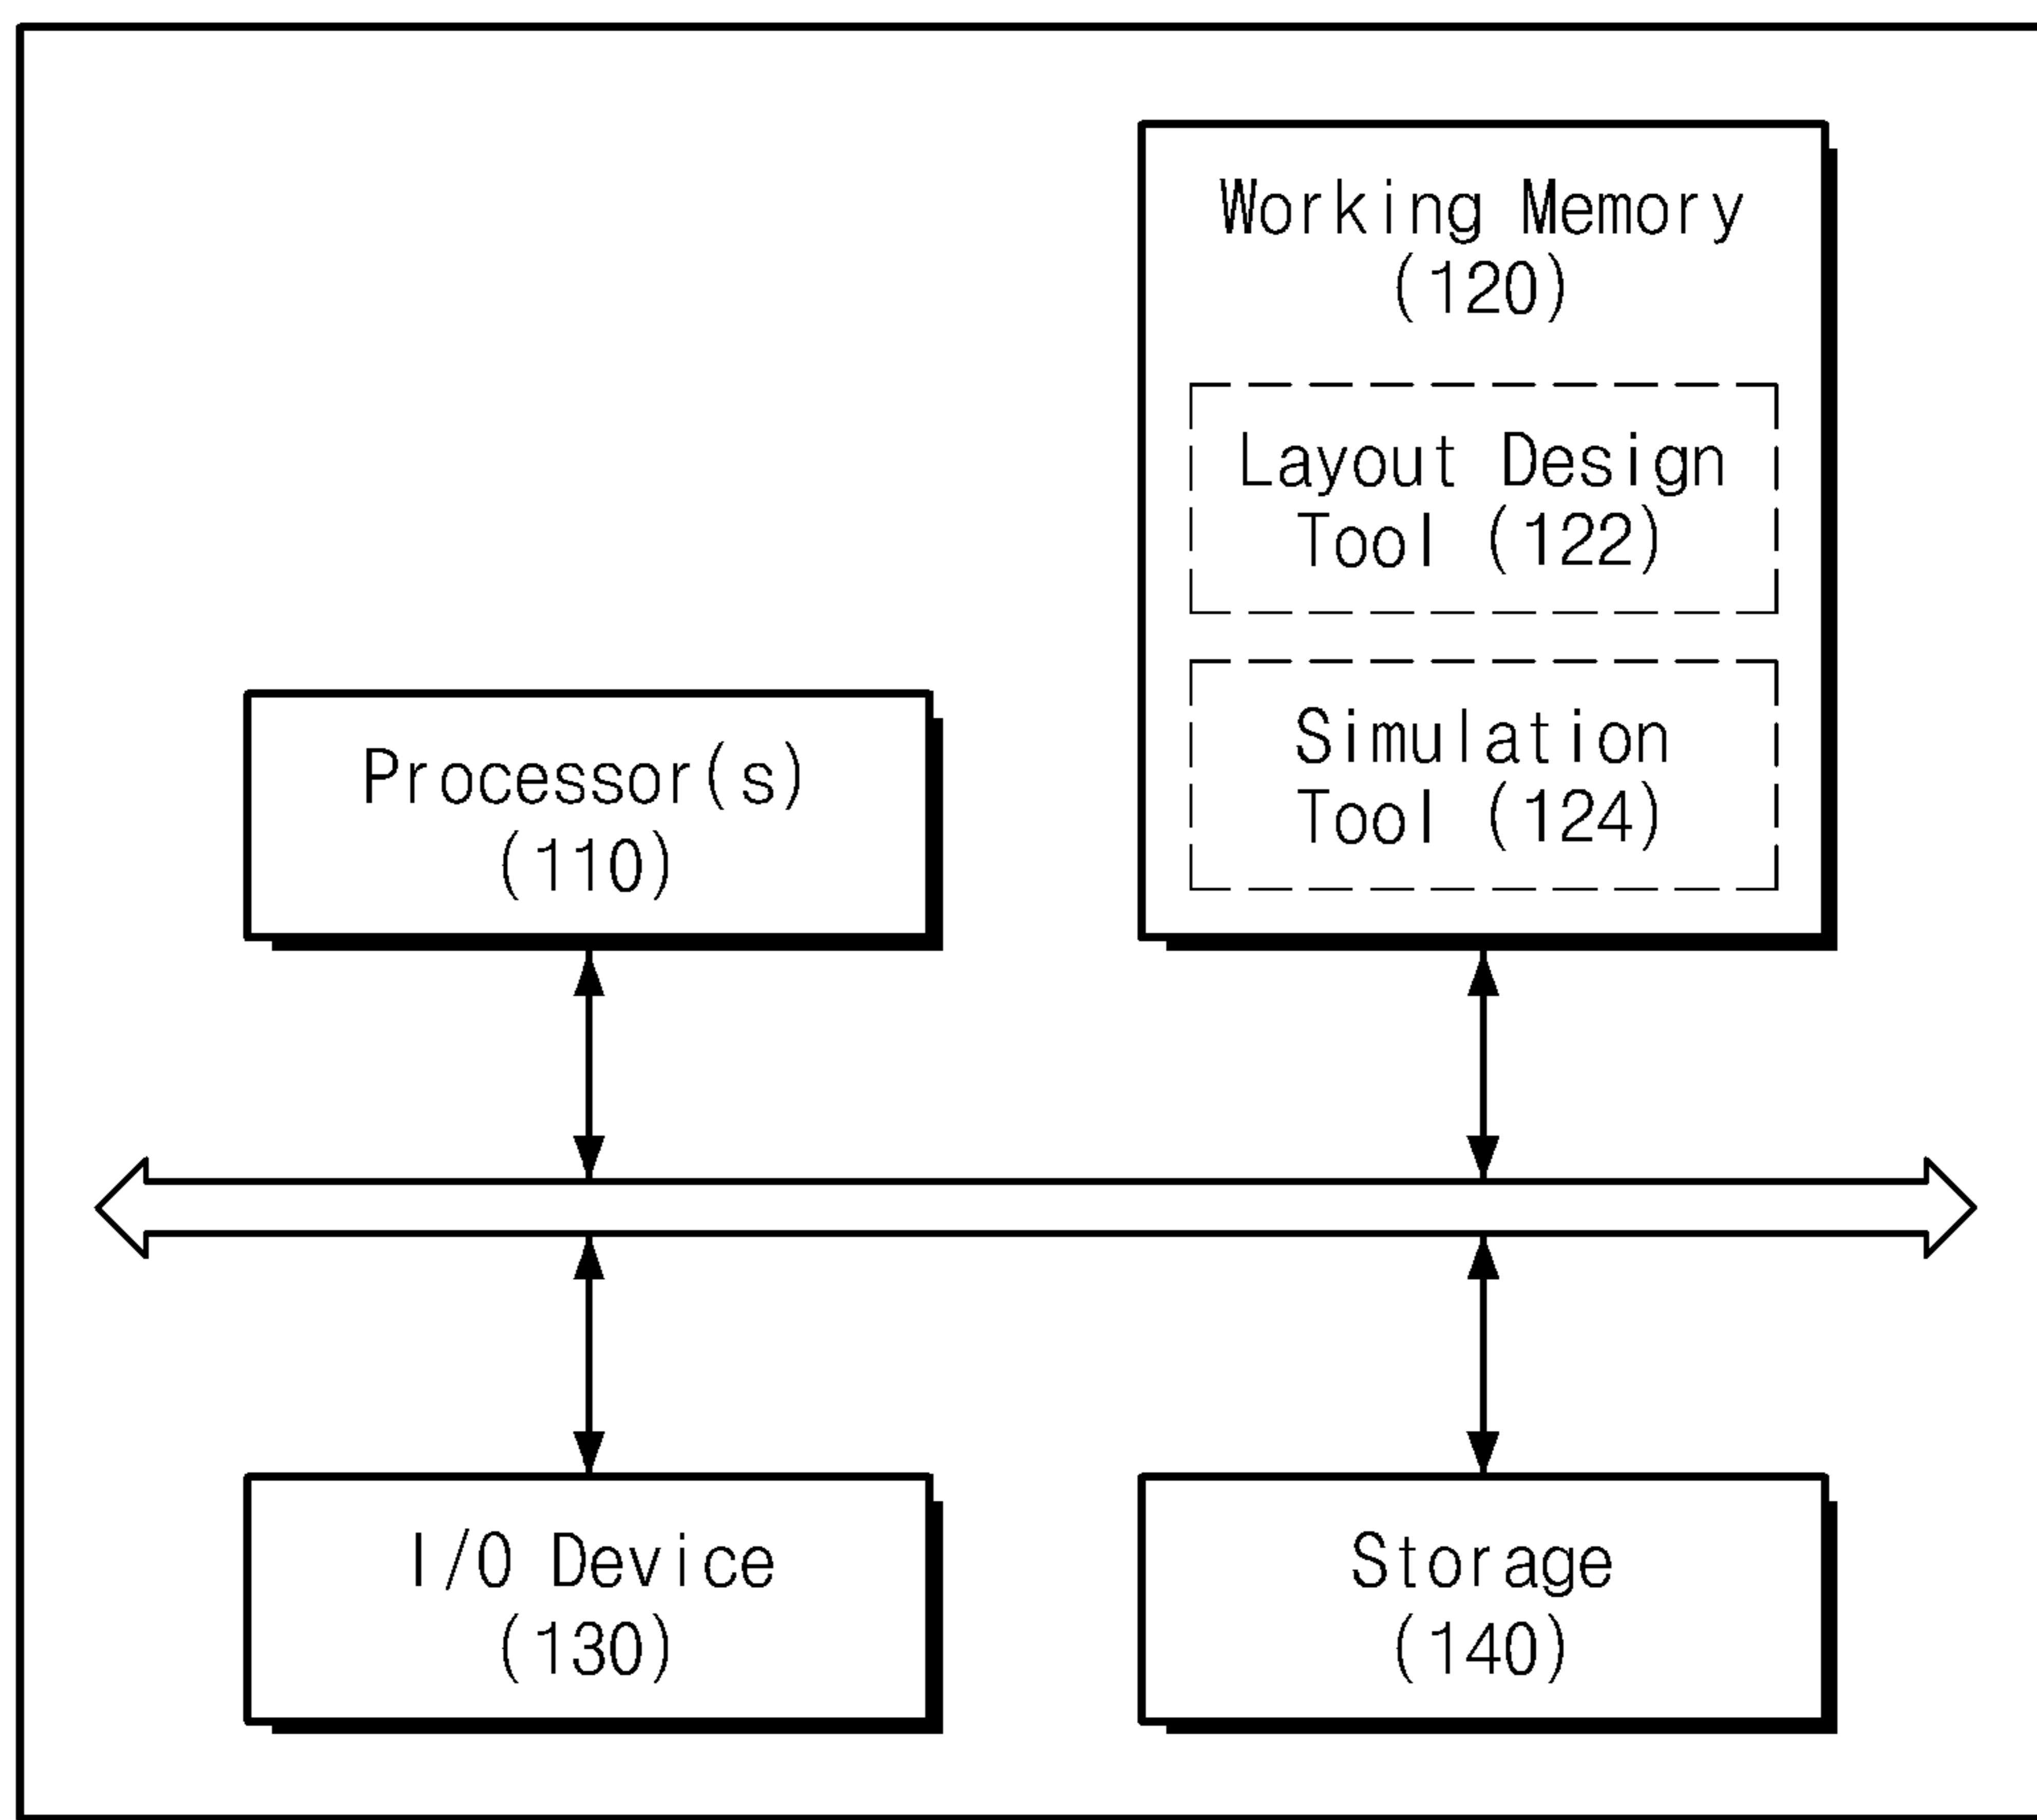 Working Memory
(120)
Layout Design
Tool (122)
Simulation
Tool (124)
Processor(s)
(110)
I/O Device
(130)
Storage
(140)